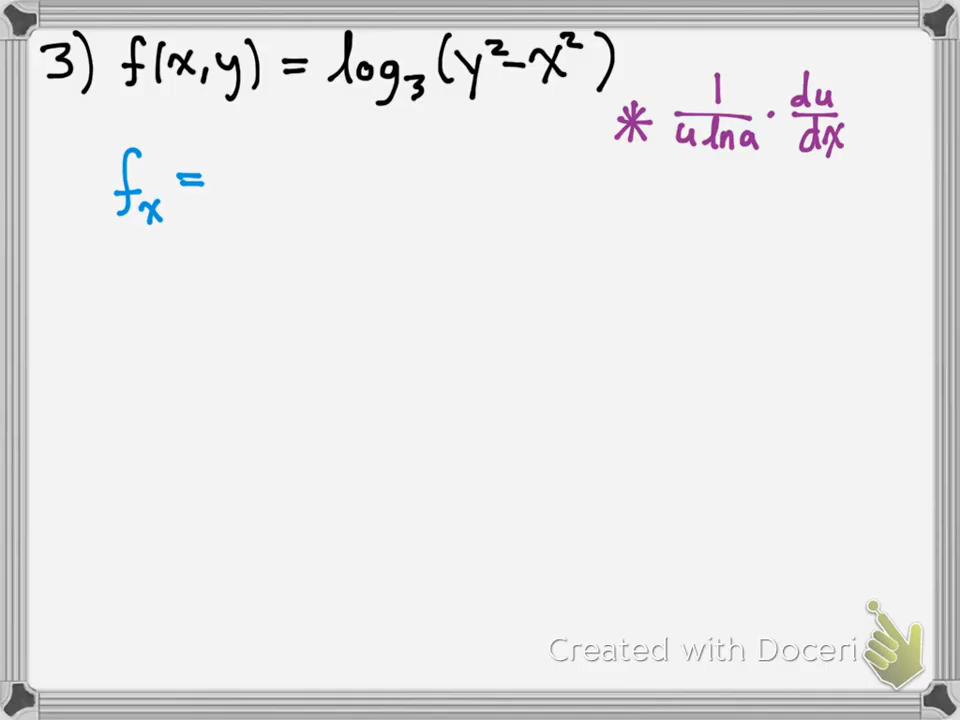 3) f(x,y) = log₃(y²-x²)
* 1/(u ln a) · du/dx
fₓ =
Created with Doceri